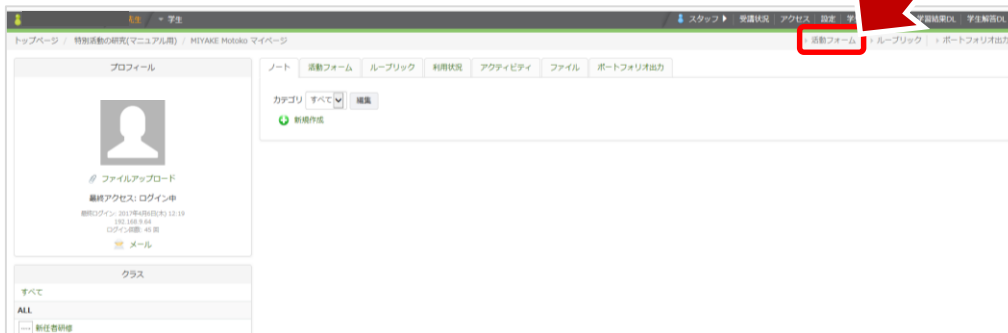 先生 / 学生
スタッフ 受講状況 アクセス 設定 学習結果DL 学生解答DL
トップページ / 特別活動の研究(マニュアル用) / MIYAKE Motoko マイページ
活動フォーム ルーブリック ポートフォリオ出力
プロフィール
ファイルアップロード
最終アクセス: ログイン中
最終ログイン: 2017年4月6日(木) 12:19
192.168.9.64
ログイン回数: 49 回
メール
クラス
すべて
ALL
新任者研修
ノート 活動フォーム ルーブリック 利用状況 アクティビティ ファイル ポートフォリオ出力
カテゴリ すべて 編集
新規作成